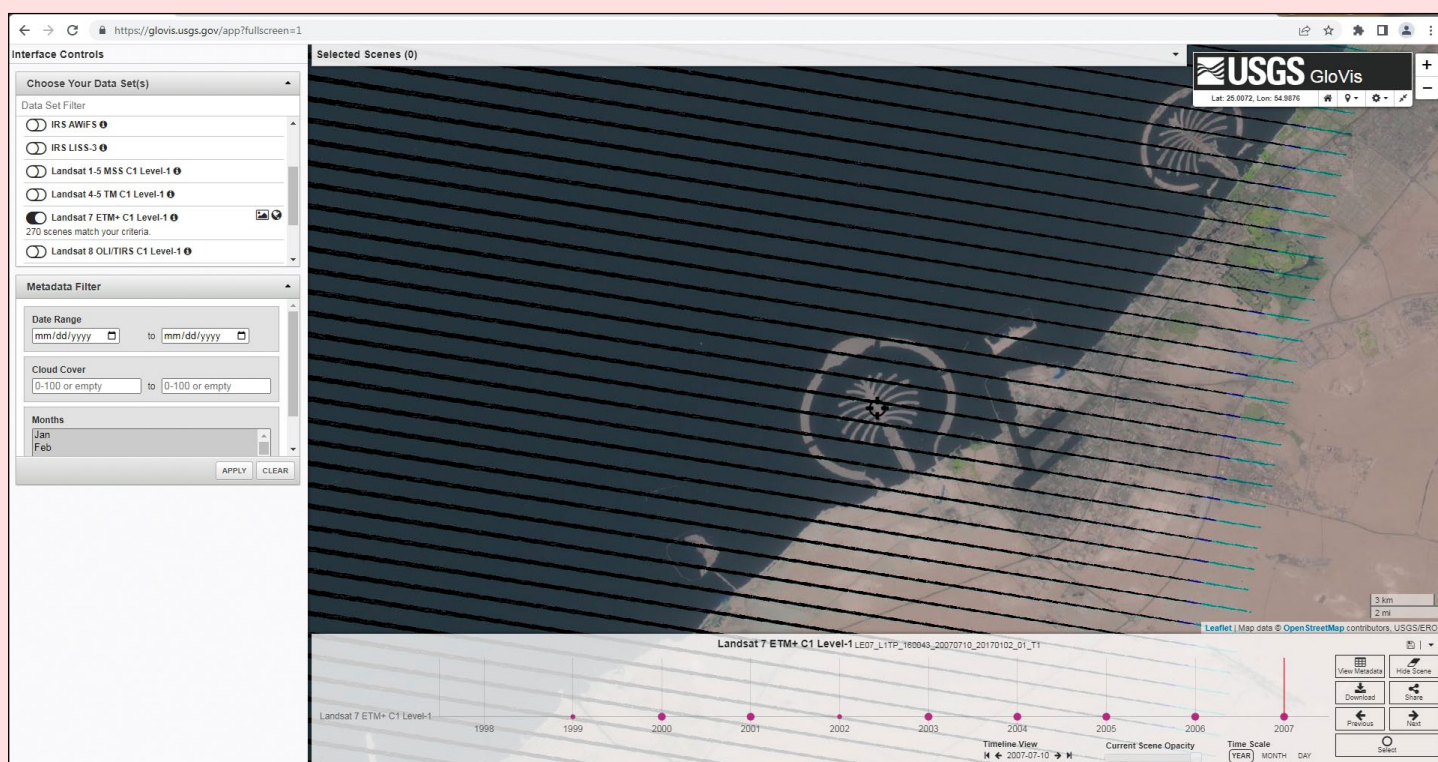 https://glovis.usgs.gov/app?fullscreen=1
Interface Controls
Selected Scenes (0)
Choose Your Data Set(s)
Data Set Filter
IRS AWiFS
IRS LISS-3
Landsat 1-5 MSS C1 Level-1
Landsat 4-5 TM C1 Level-1
Landsat 7 ETM+ C1 Level-1
270 scenes match your criteria.
Landsat 8 OLI/TIRS C1 Level-1
Metadata Filter
Date Range
mm/dd/yyyy to mm/dd/yyyy
Cloud Cover
0-100 or empty to 0-100 or empty
Months
Jan
Feb
APPLY CLEAR
USGS GloVis
Lat: 25.0072, Lon: 54.9876
+
−
3 km
2 mi
Leaflet | Map data © OpenStreetMap contributors, USGS/ERO
Landsat 7 ETM+ C1 Level-1 LE07_L1TP_160043_20070710_20170102_01_T1
Landsat 7 ETM+ C1 Level-1
1998 1999 2000 2001 2002 2003 2004 2005 2006 2007
Timeline View
2007-07-10
Current Scene Opacity
Time Scale
YEAR MONTH DAY
View Metadata Hide Scene
Download Share
Previous Next
Select